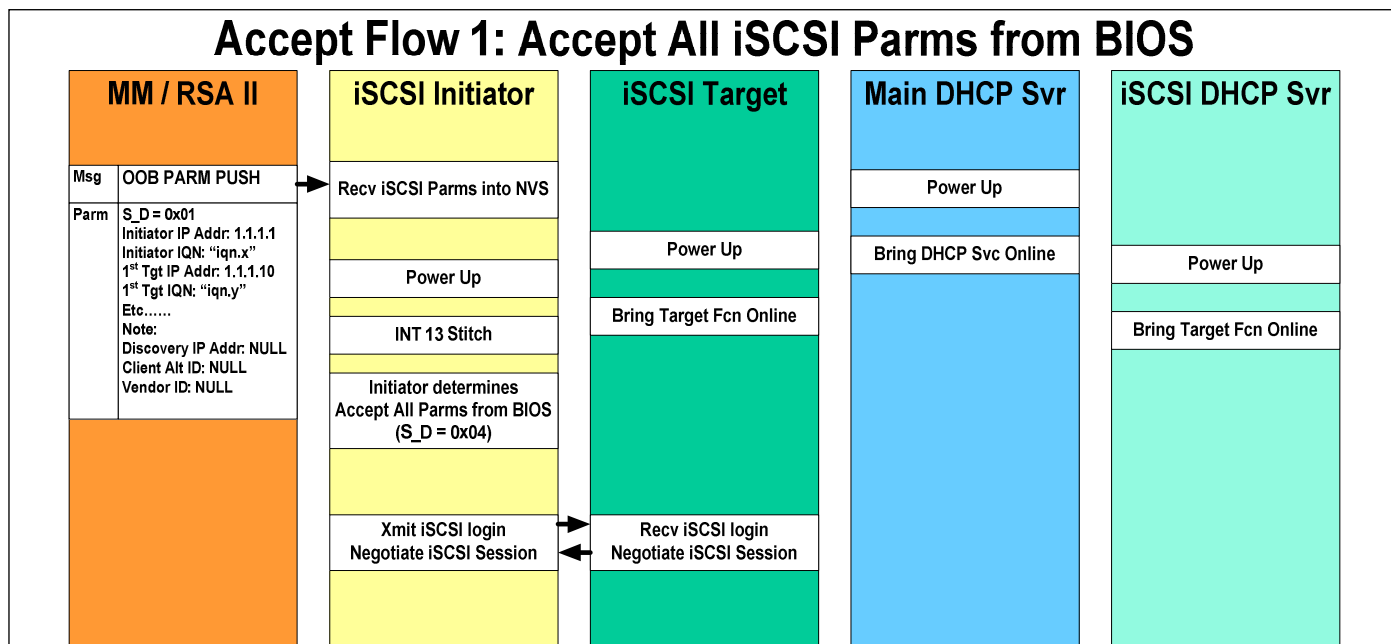 Accept Flow 1: Accept All iSCSI Parms from BIOS
MM / RSA II
Msg
OOB PARM PUSH
Parm
S_D = 0x01
Initiator IP Addr: 1.1.1.1
Initiator IQN: “iqn.x”
1st Tgt IP Addr: 1.1.1.10
1st Tgt IQN: “iqn,y”
Etc……
Note:
Discovery IP Addr: NULL
Client Alt ID: NULL
Vendor ID: NULL
iSCSI Initiator
Recv iSCSI Parms into NVS
Power Up
INT 13 Stitch
Initiator determines
Accept All Parms from BIOS
(S_D = 0x04)
Xmit iSCSI login
Negotiate iSCSI Session
iSCSI Target
Power Up
Bring Target Fcn Online
Recv iSCSI login
Negotiate iSCSI Session
Main DHCP Svr
Power Up
Bring DHCP Svc Online
iSCSI DHCP Svr
Power Up
Bring Target Fcn Online